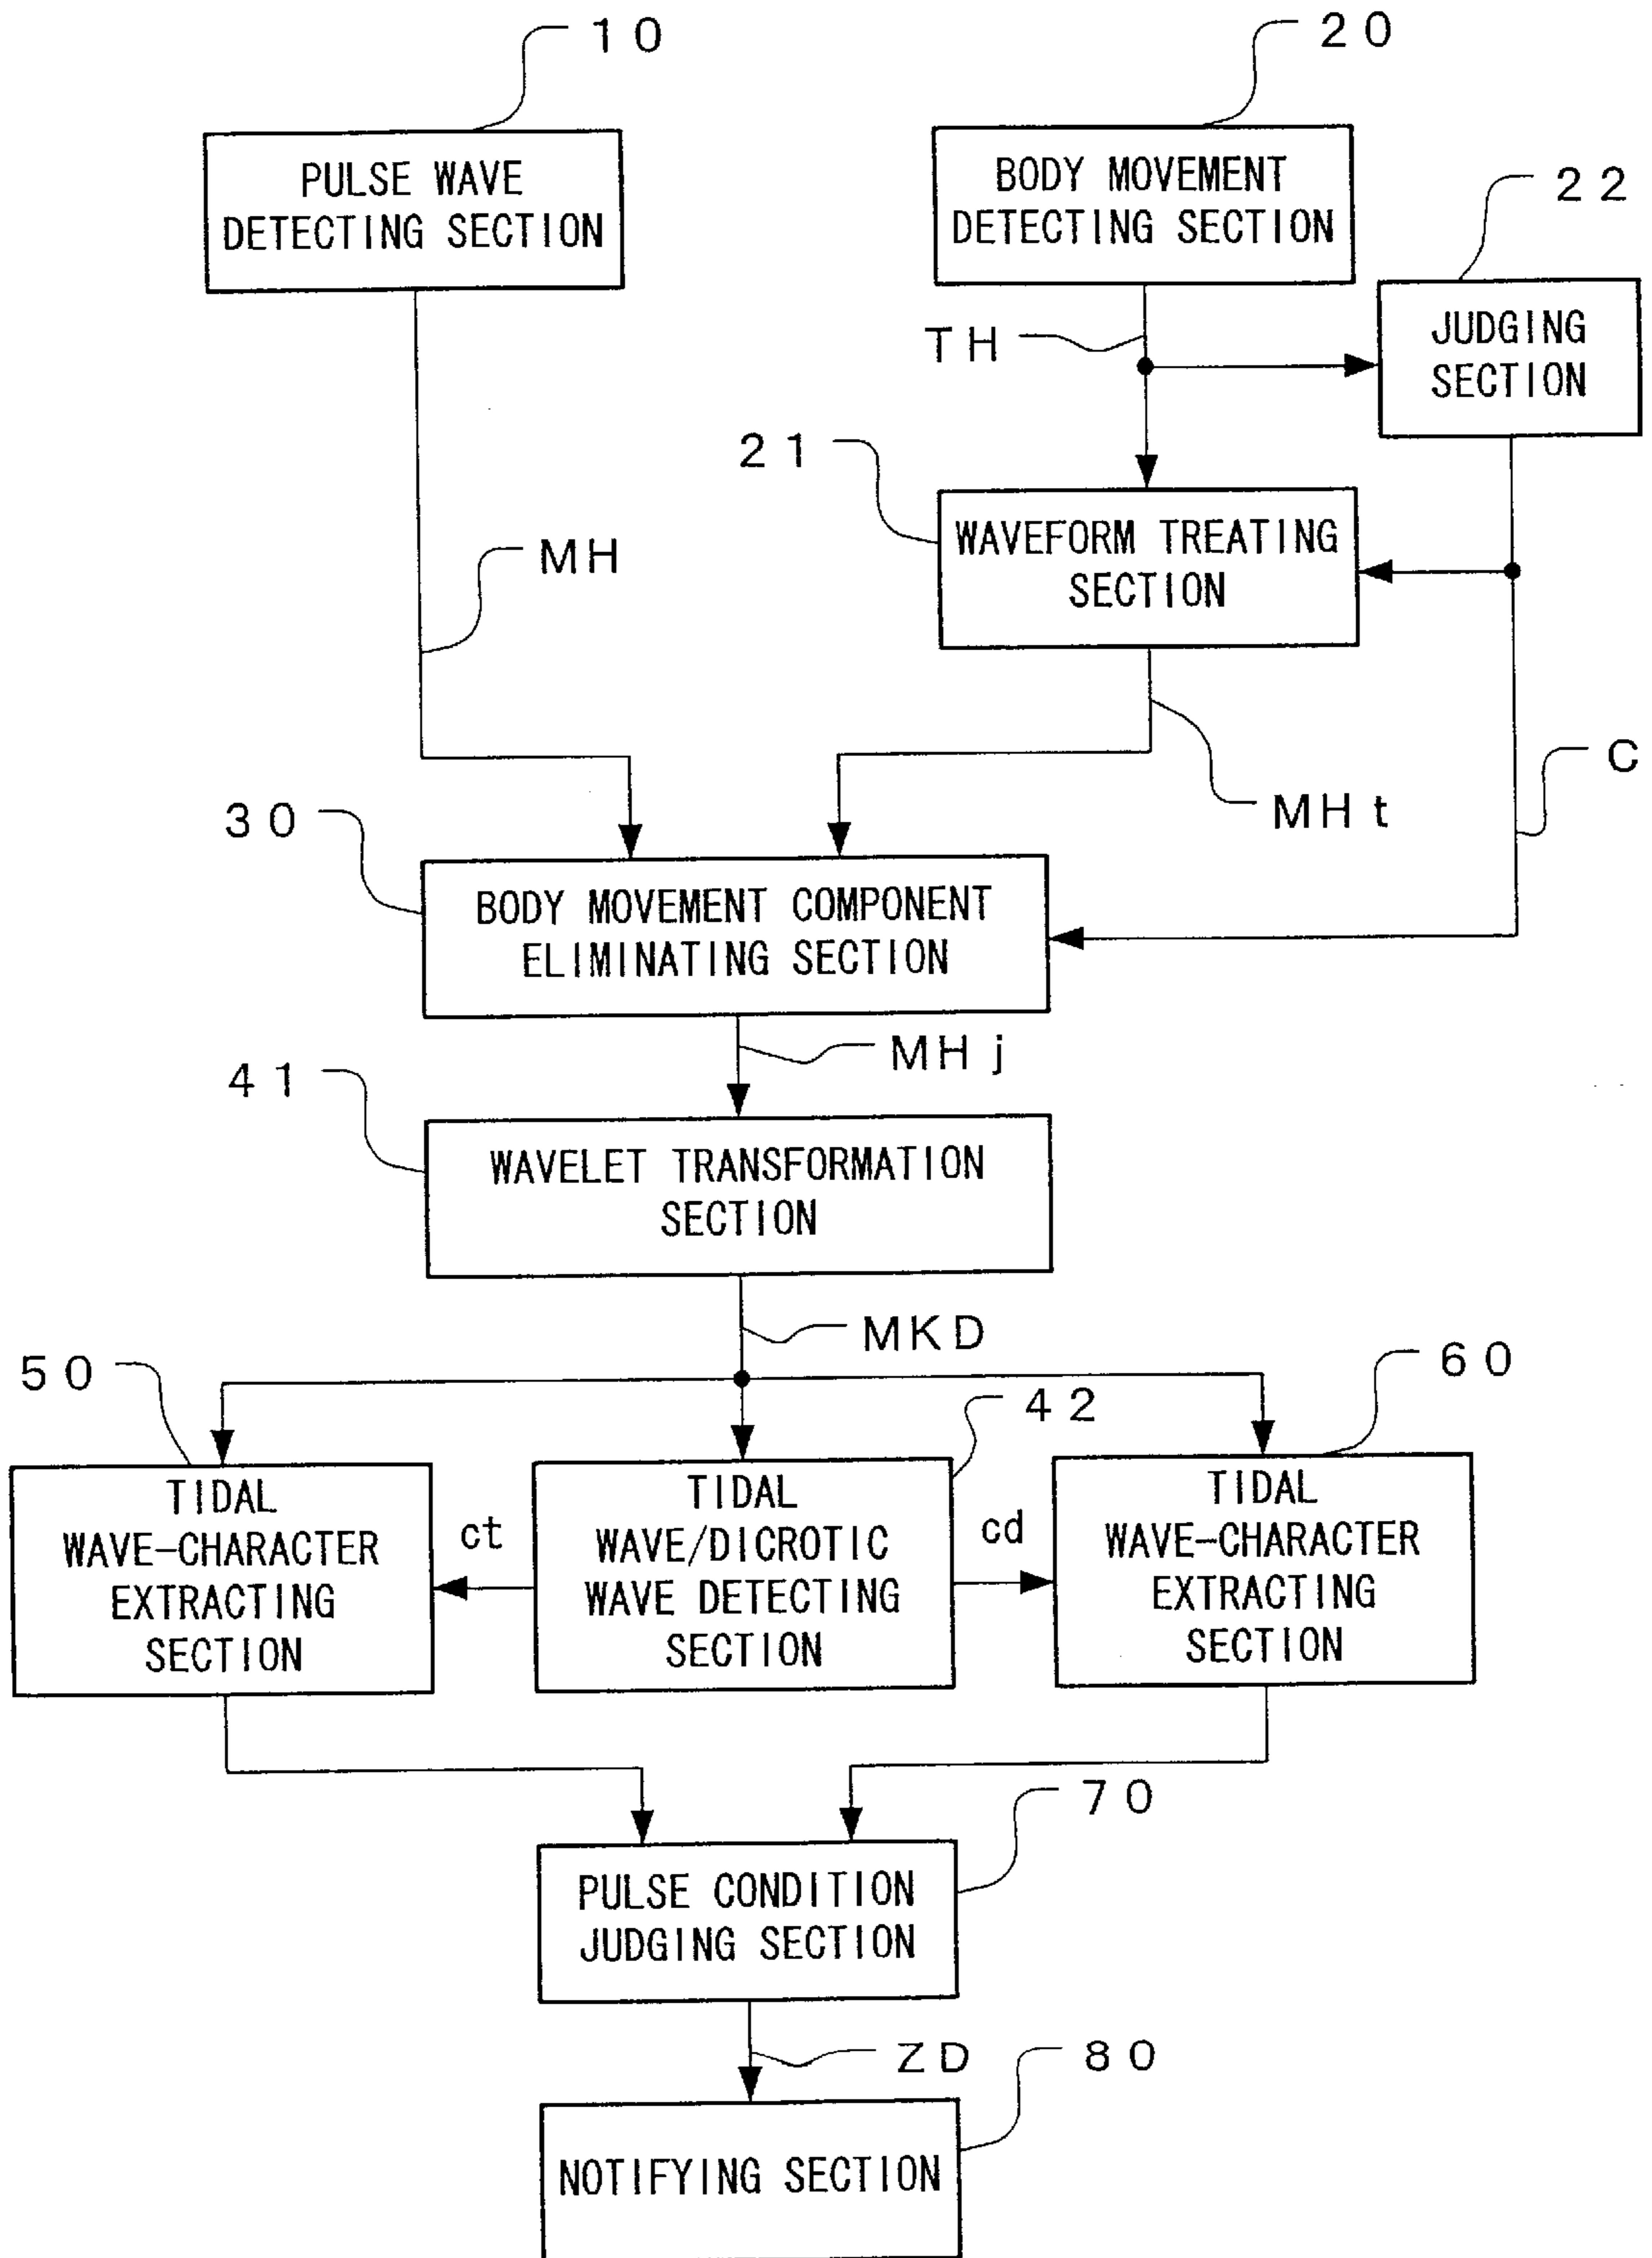 10
20
PULSE WAVE
DETECTING SECTION
BODY MOVEMENT
DETECTING SECTION
22
JUDGING
SECTION
TH
21
WAVEFORM TREATING
SECTION
MH
C
MHt
30
BODY MOVEMENT COMPONENT
ELIMINATING SECTION
MHj
41
WAVELET TRANSFORMATION
SECTION
MKD
50
60
42
TIDAL
WAVE-CHARACTER
EXTRACTING
SECTION
ct
TIDAL
WAVE/DICROTIC
WAVE DETECTING
SECTION
cd
TIDAL
WAVE-CHARACTER
EXTRACTING
SECTION
70
PULSE CONDITION
JUDGING SECTION
ZD
80
NOTIFYING SECTION